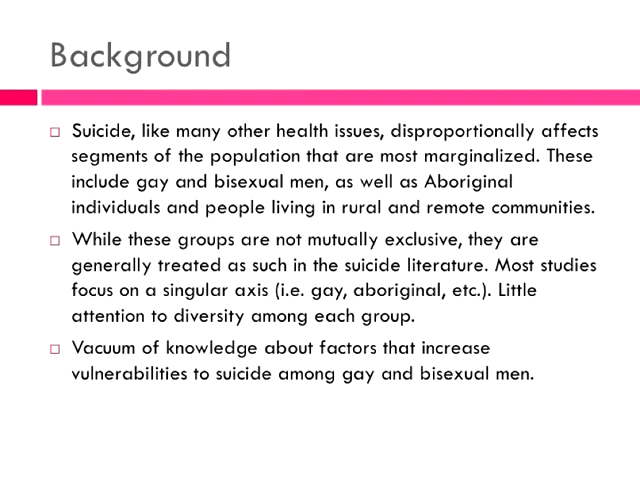 Background
Suicide, like many other health issues, disproportionally affects
segments of the population that are most marginalized. These
include gay and bisexual men, as well as Aboriginal
individuals and people living in rural and remote communities.
While these groups are not mutually exclusive, they are
generally treated as such in the suicide literature. Most studies
focus on a singular axis (i.e. gay, aboriginal, etc.). Little
attention to diversity among each group.
Vacuum of knowledge about factors that increase
vulnerabilities to suicide among gay and bisexual men.